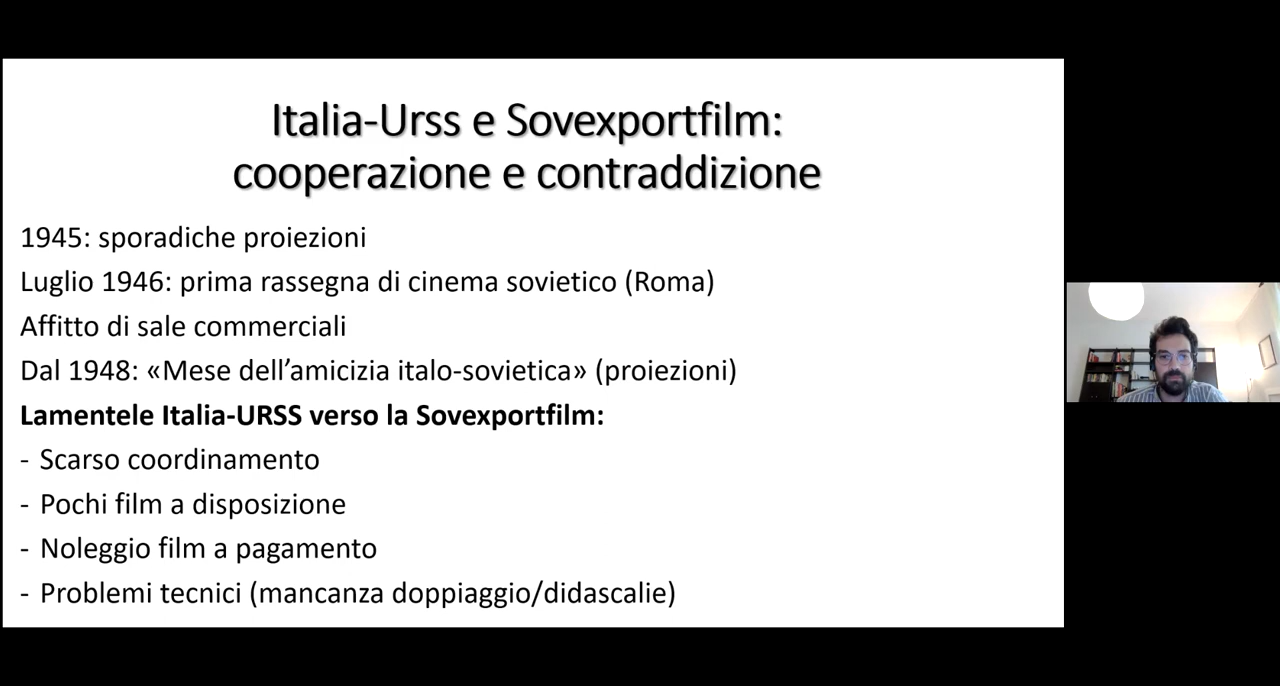 Italia-Urss e Sovexportfilm:
cooperazione e contraddizione
1945: sporadiche proiezioni
Luglio 1946: prima rassegna di cinema sovietico (Roma)
Affitto di sale commerciali
Dal 1948: «Mese dell’amicizia italo-sovietica» (proiezioni)
Lamentele Italia-URSS verso la Sovexportfilm:
- Scarso coordinamento
- Pochi film a disposizione
- Noleggio film a pagamento
- Problemi tecnici (mancanza doppiaggio/didascalie)